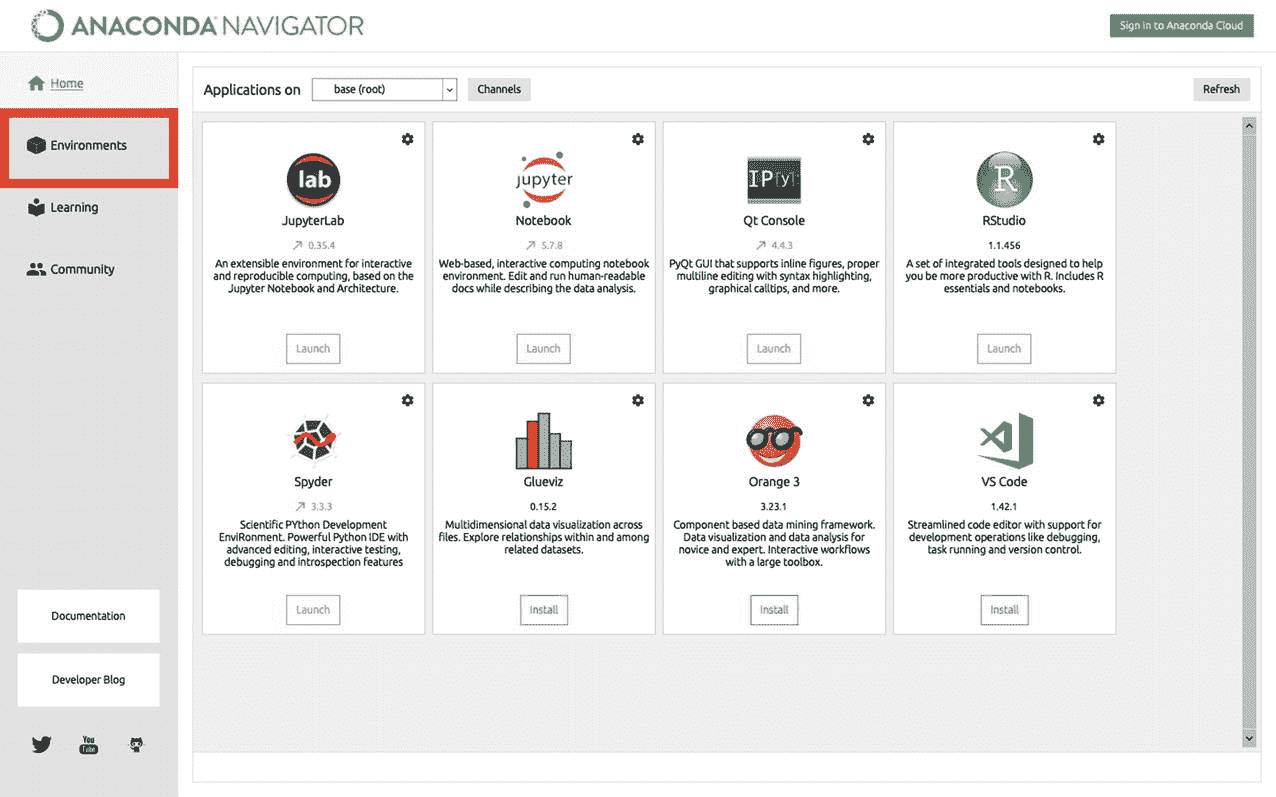 ANACONDA NAVIGATOR
Sign in to Anaconda Cloud
Home
Environments
Learning
Community
Documentation
Developer Blog
You
Tube
Applications on
base (root)
Channels
Refresh
lab
JupyterLab
0.35.4
An extensible environment for interactive
and reproducible computing, based on the
Jupyter Notebook and Architecture.
Launch
jupyter
Notebook
5.7.8
Web-based, interactive computing notebook
environment. Edit and run human-readable
docs while describing the data analysis.
Launch
IP[y]:
Qt Console
4.4.3
PyQt GUI that supports inline figures, proper
multiline editing with syntax highlighting,
graphical calltips, and more.
Launch
R
RStudio
1.1.456
A set of integrated tools designed to help
you be more productive with R. Includes R
essentials and notebooks.
Launch
Spyder
3.3.3
Scientific PYthon Development
EnviRonment. Powerful Python IDE with
advanced editing, interactive testing,
debugging and introspection features
Launch
Glueviz
0.15.2
Multidimensional data visualization across
files. Explore relationships within and among
related datasets.
Install
Orange 3
3.23.1
Component based data mining framework.
Data visualization and data analysis for
novice and expert. Interactive workflows
with a large toolbox.
Install
VS Code
1.42.1
Streamlined code editor with support for
development operations like debugging,
task running and version control.
Install